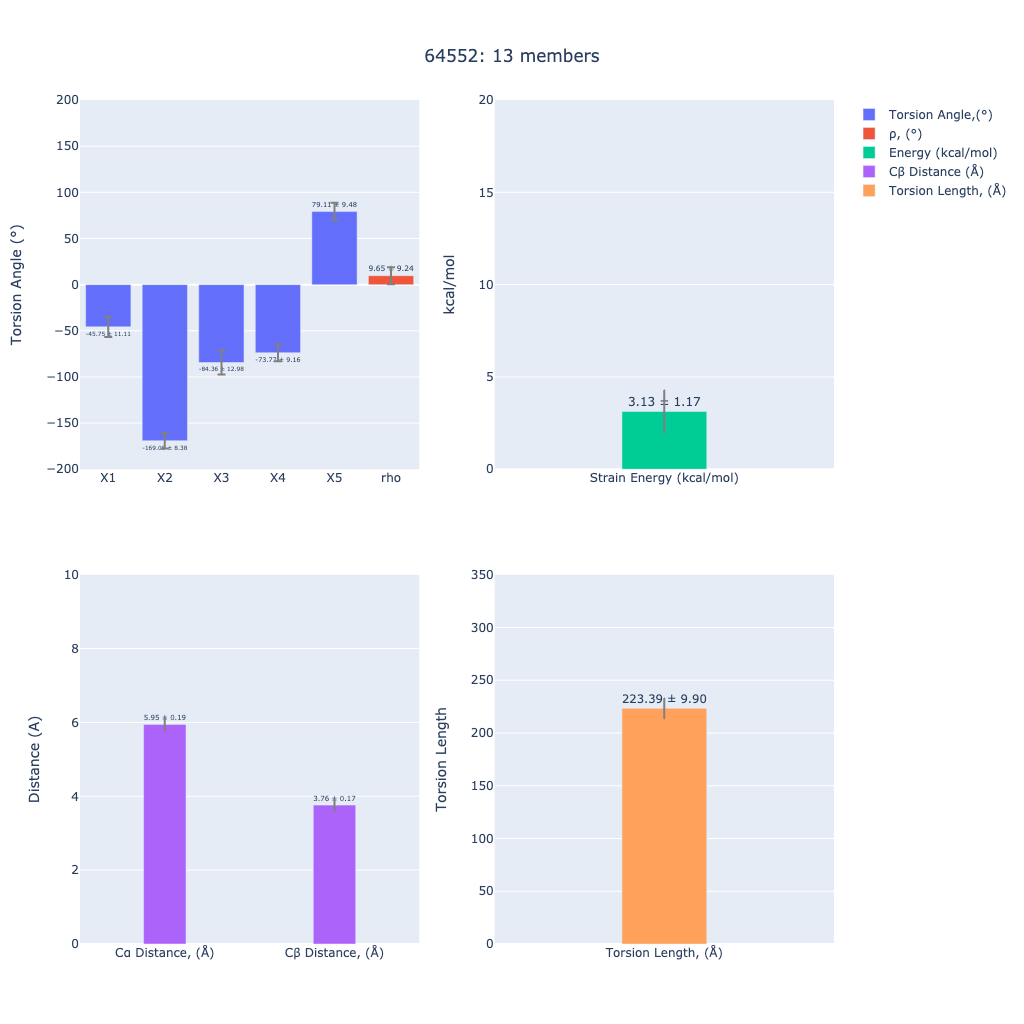 64552: 13 members
200
150
100
50
0
−50
−100
−150
−200
Torsion Angle (°)
-45.75 ± 11.11
± 8.38
-84.36 ± 12.98
-73.77 ± 9.16
79.11 ± 9.48
9.65 ± 9.24
X1
X2
X3
X4
X5
rho
20
15
10
5
0
kcal/mol
3.13 ± 1.17
Strain Energy (kcal/mol)
Torsion Angle,(°)
ρ, (°)
Energy (kcal/mol)
Cβ Distance (Å)
Torsion Length, (Å)
10
8
6
4
2
0
Distance (A)
5.95 ± 0.19
3.76 ± 0.17
Cα Distance, (Å)
Cβ Distance, (Å)
350
300
250
200
150
100
50
0
Torsion Length
223.39 ± 9.90
Torsion Length, (Å)